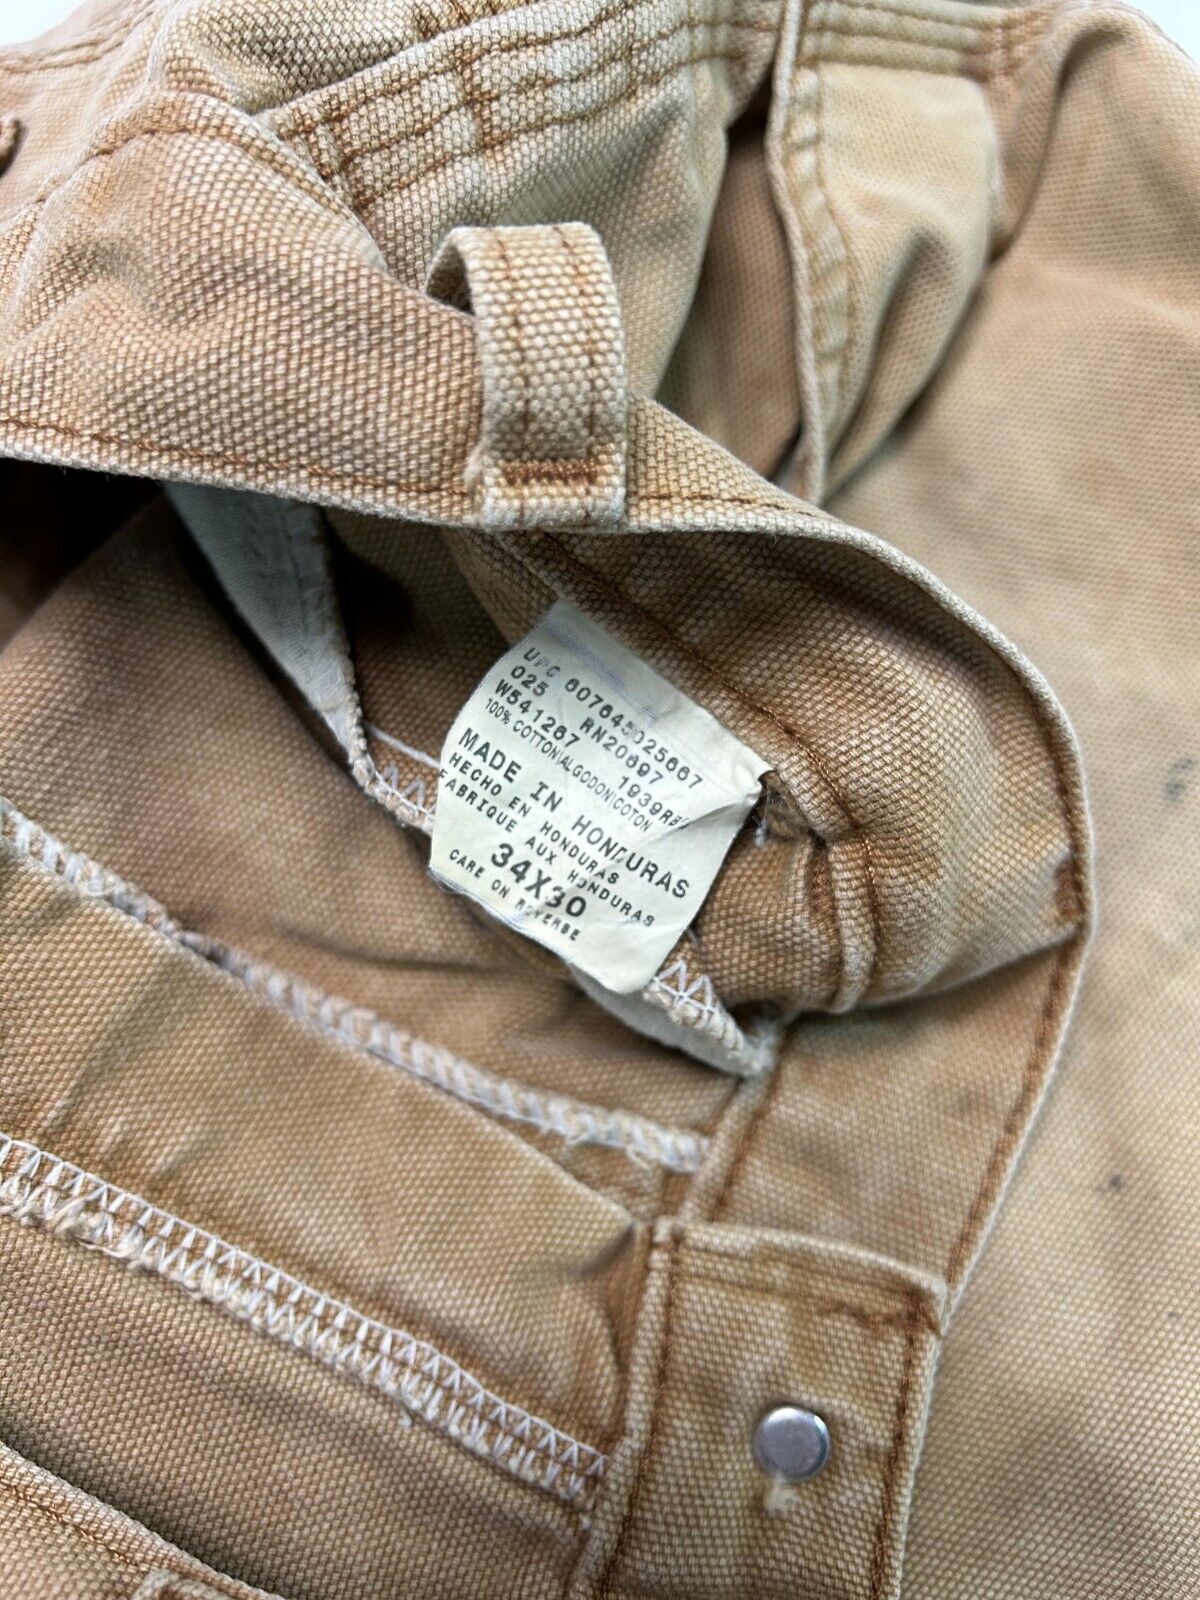 UPC 807645025667
025 RN20697
W541287 1939RB
100% COTTON/ALGODON/COTON
MADE IN HONDURAS
HECHO EN HONDURAS
FABRIQUE AUX HONDURAS
34X30
CARE ON REVERSE